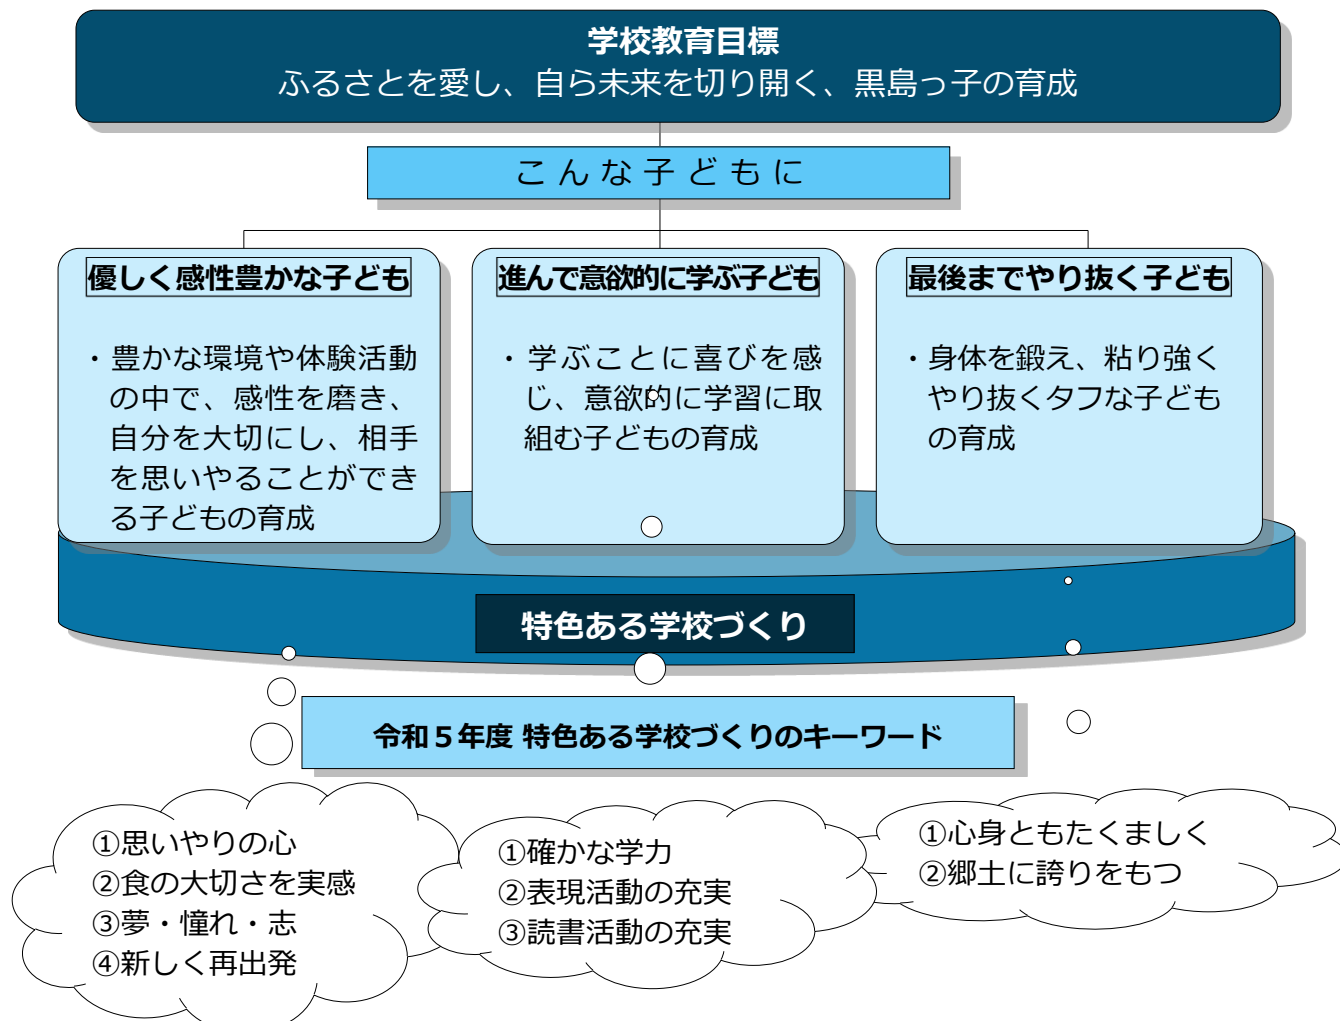 学校教育目標
ふるさとを愛し、自ら未来を切り開く、黒島っ子の育成
こんな子どもに
優しく感性豊かな子ども
・豊かな環境や体験活動
の中で、感性を磨き、
自分を大切にし、相手
を思いやることができ
る子どもの育成
進んで意欲的に学ぶ子ども
・学ぶことに喜びを感
じ、意欲的に学習に取
組む子どもの育成
最後までやり抜く子ども
・身体を鍛え、粘り強く
やり抜くタフな子ども
の育成
特色ある学校づくり
令和５年度 特色ある学校づくりのキーワード
①思いやりの心
②食の大切さを実感
③夢・憧れ・志
④新しく再出発
①確かな学力
②表現活動の充実
③読書活動の充実
①心身ともたくましく
②郷土に誇りをもつ